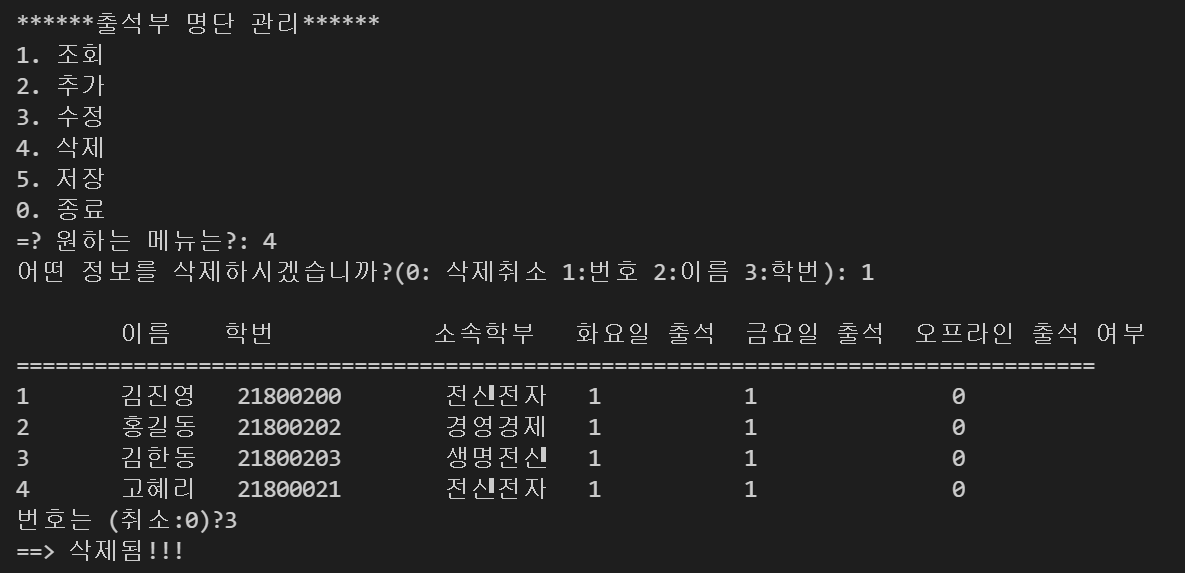 ******출석부 명단 관리******
1. 조회
2. 추가
3. 수정
4. 삭제
5. 저장
0. 종료
=? 원하는 메뉴는?: 4
어떤 정보를 삭제하시겠습니까?(0: 삭제취소 1:번호 2:이름 3:학번): 1
이름 학번 소속학부 화요일 출석 금요일 출석 오프라인 출석 여부
===================================================================================
1 김진영 21800200 전산전자 1 1 0
2 홍길동 21800202 경영경제 1 1 0
3 김한동 21800203 생명전산 1 1 0
4 고혜리 21800021 전산전자 1 1 0
번호는 (취소:0)?3
==> 삭제됨!!!